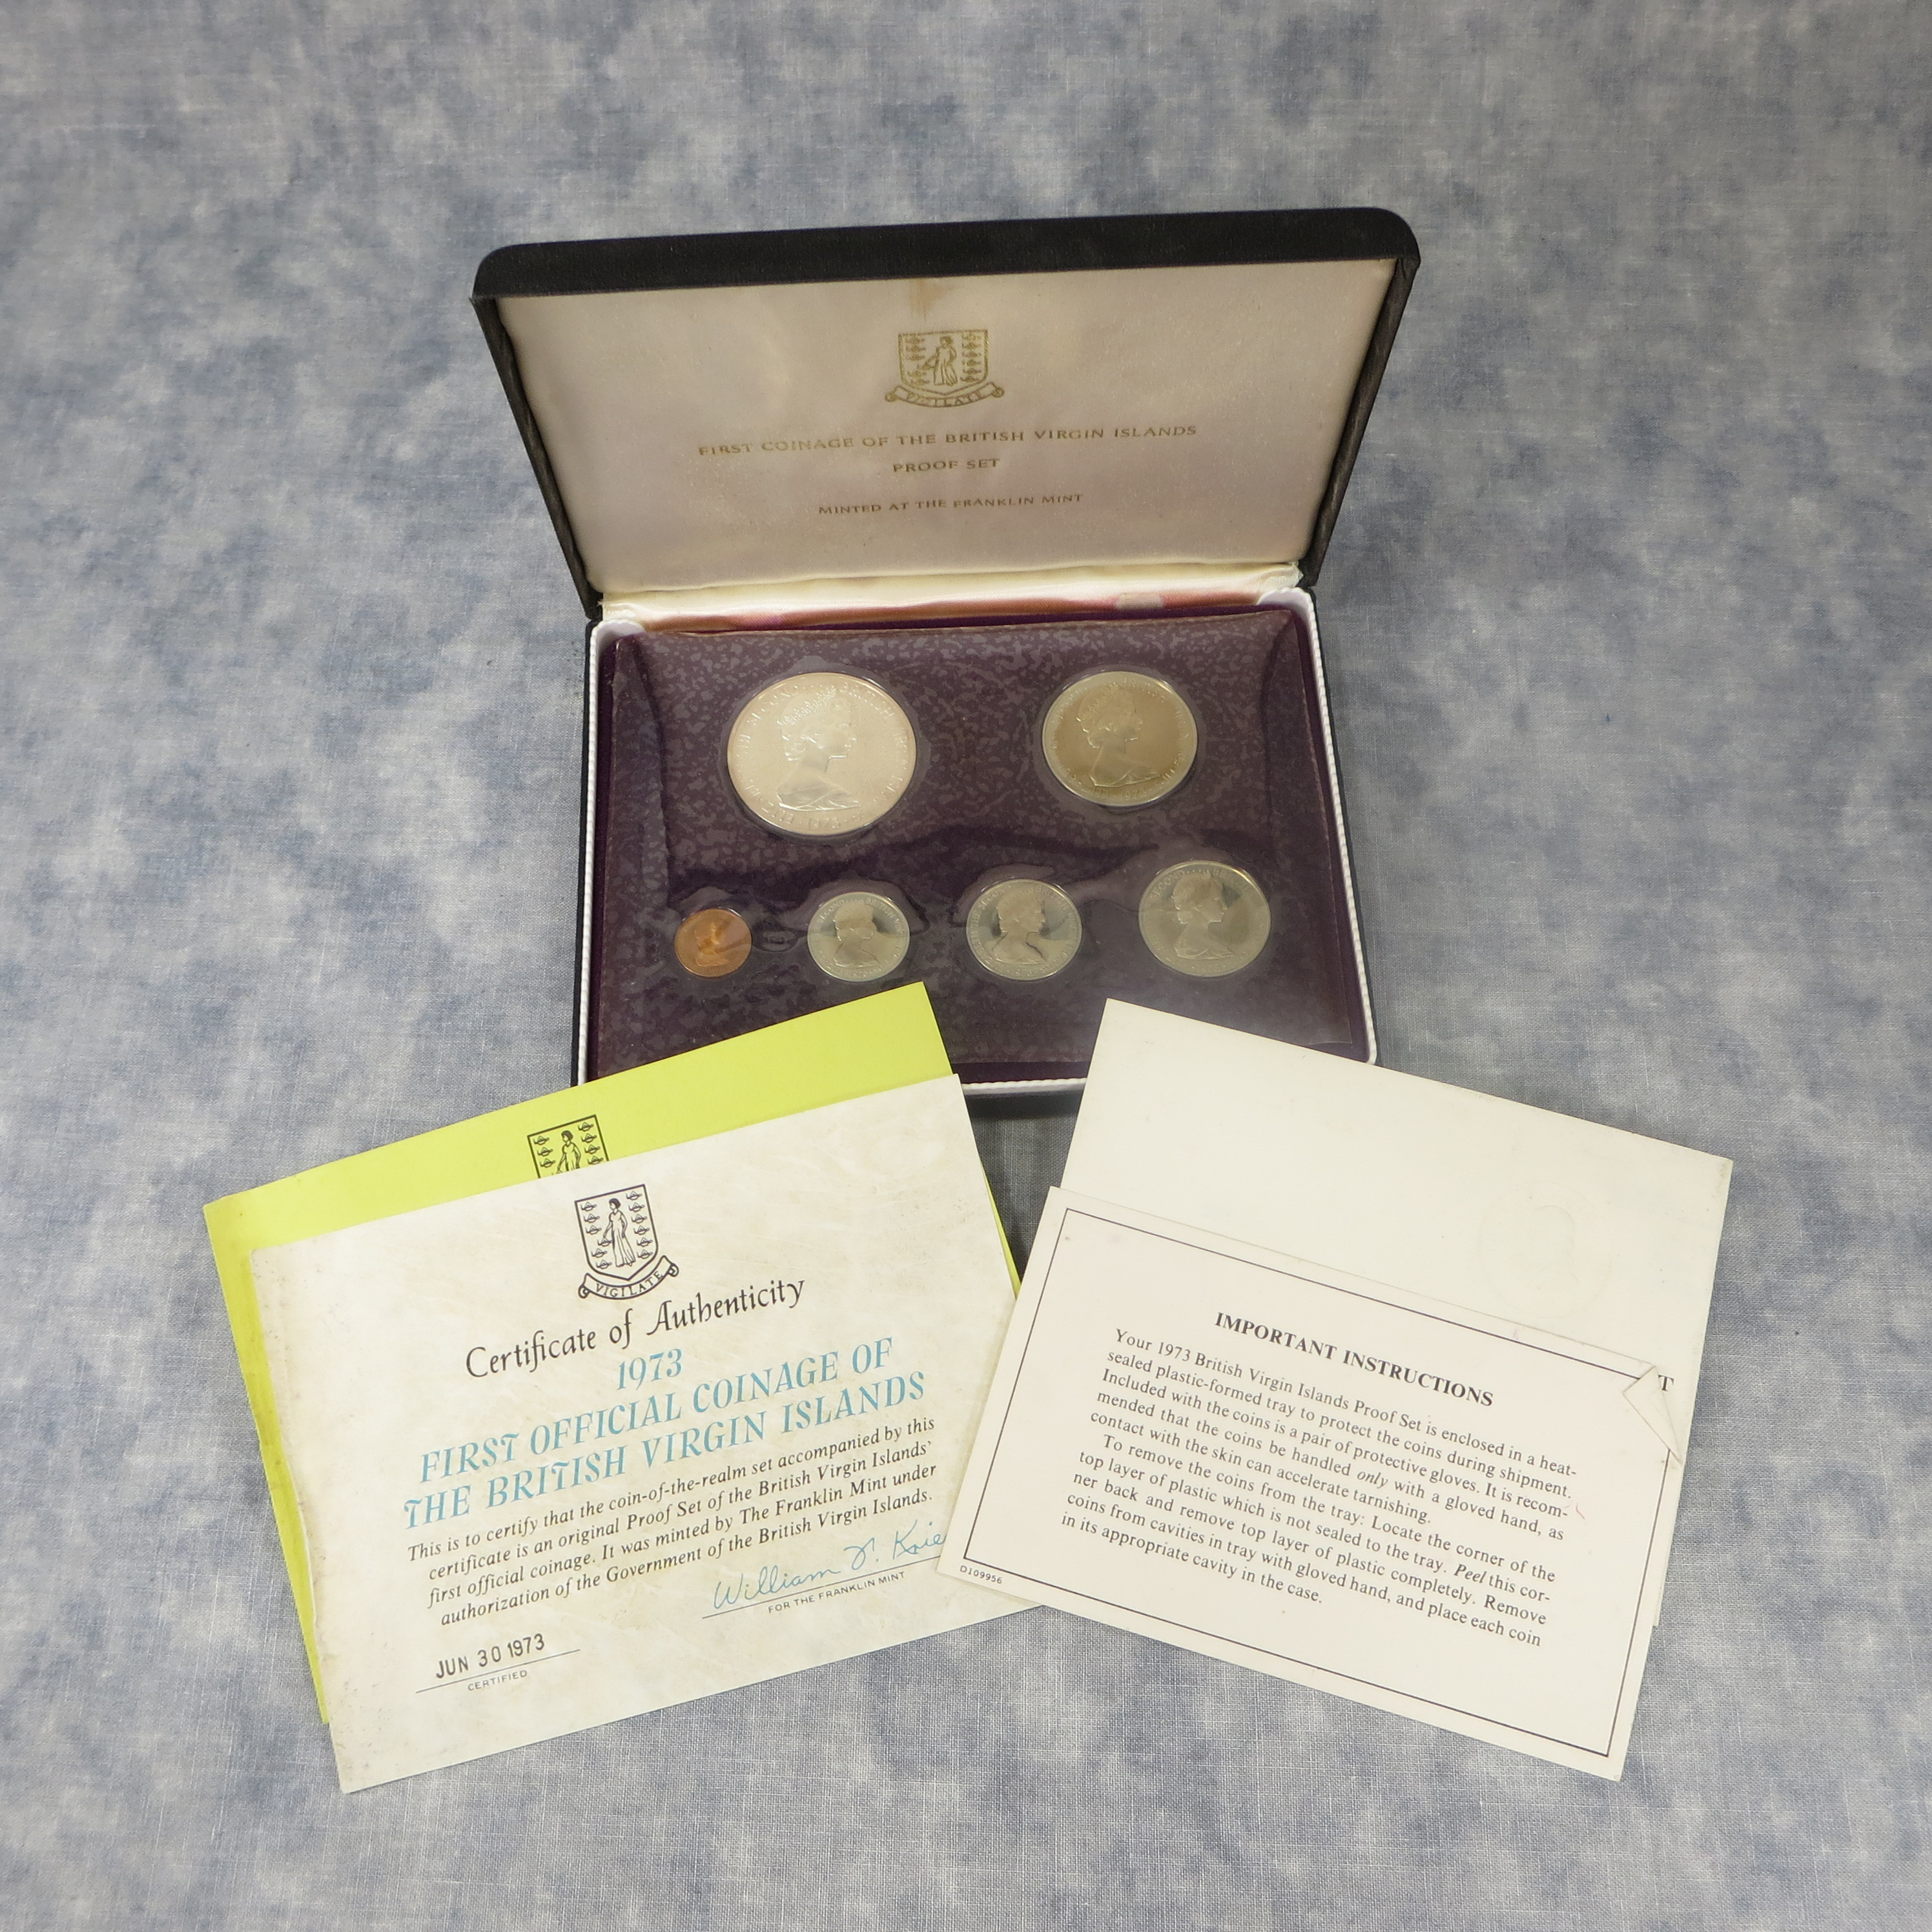 VIGILATE
FIRST COINAGE OF THE BRITISH VIRGIN ISLANDS
PROOF SET
MINTED AT THE FRANKLIN MINT
VIGILATE
Certificate of Authenticity
1973
FIRST OFFICIAL COINAGE OF
THE BRITISH VIRGIN ISLANDS
This is to certify that the coin-of-the-realm set accompanied by this
certificate is an original Proof Set of the British Virgin Islands'
first official coinage. It was minted by The Franklin Mint under
authorization of the Government of the British Virgin Islands.
William T. Krie
FOR THE FRANKLIN MINT
JUN 30 1973
CERTIFIED
T
IMPORTANT INSTRUCTIONS
Your 1973 British Virgin Islands Proof Set is enclosed in a heat-
sealed plastic-formed tray to protect the coins during shipment.
Included with the coins is a pair of protective gloves. It is recom-
mended that the coins be handled only with a gloved hand, as
contact with the skin can accelerate tarnishing.
To remove the coins from the tray: Locate the corner of the
top layer of plastic which is not sealed to the tray. Peel this cor-
ner back and remove top layer of plastic completely. Remove
coins from cavities in tray with gloved hand, and place each coin
in its appropriate cavity in the case.
D109956